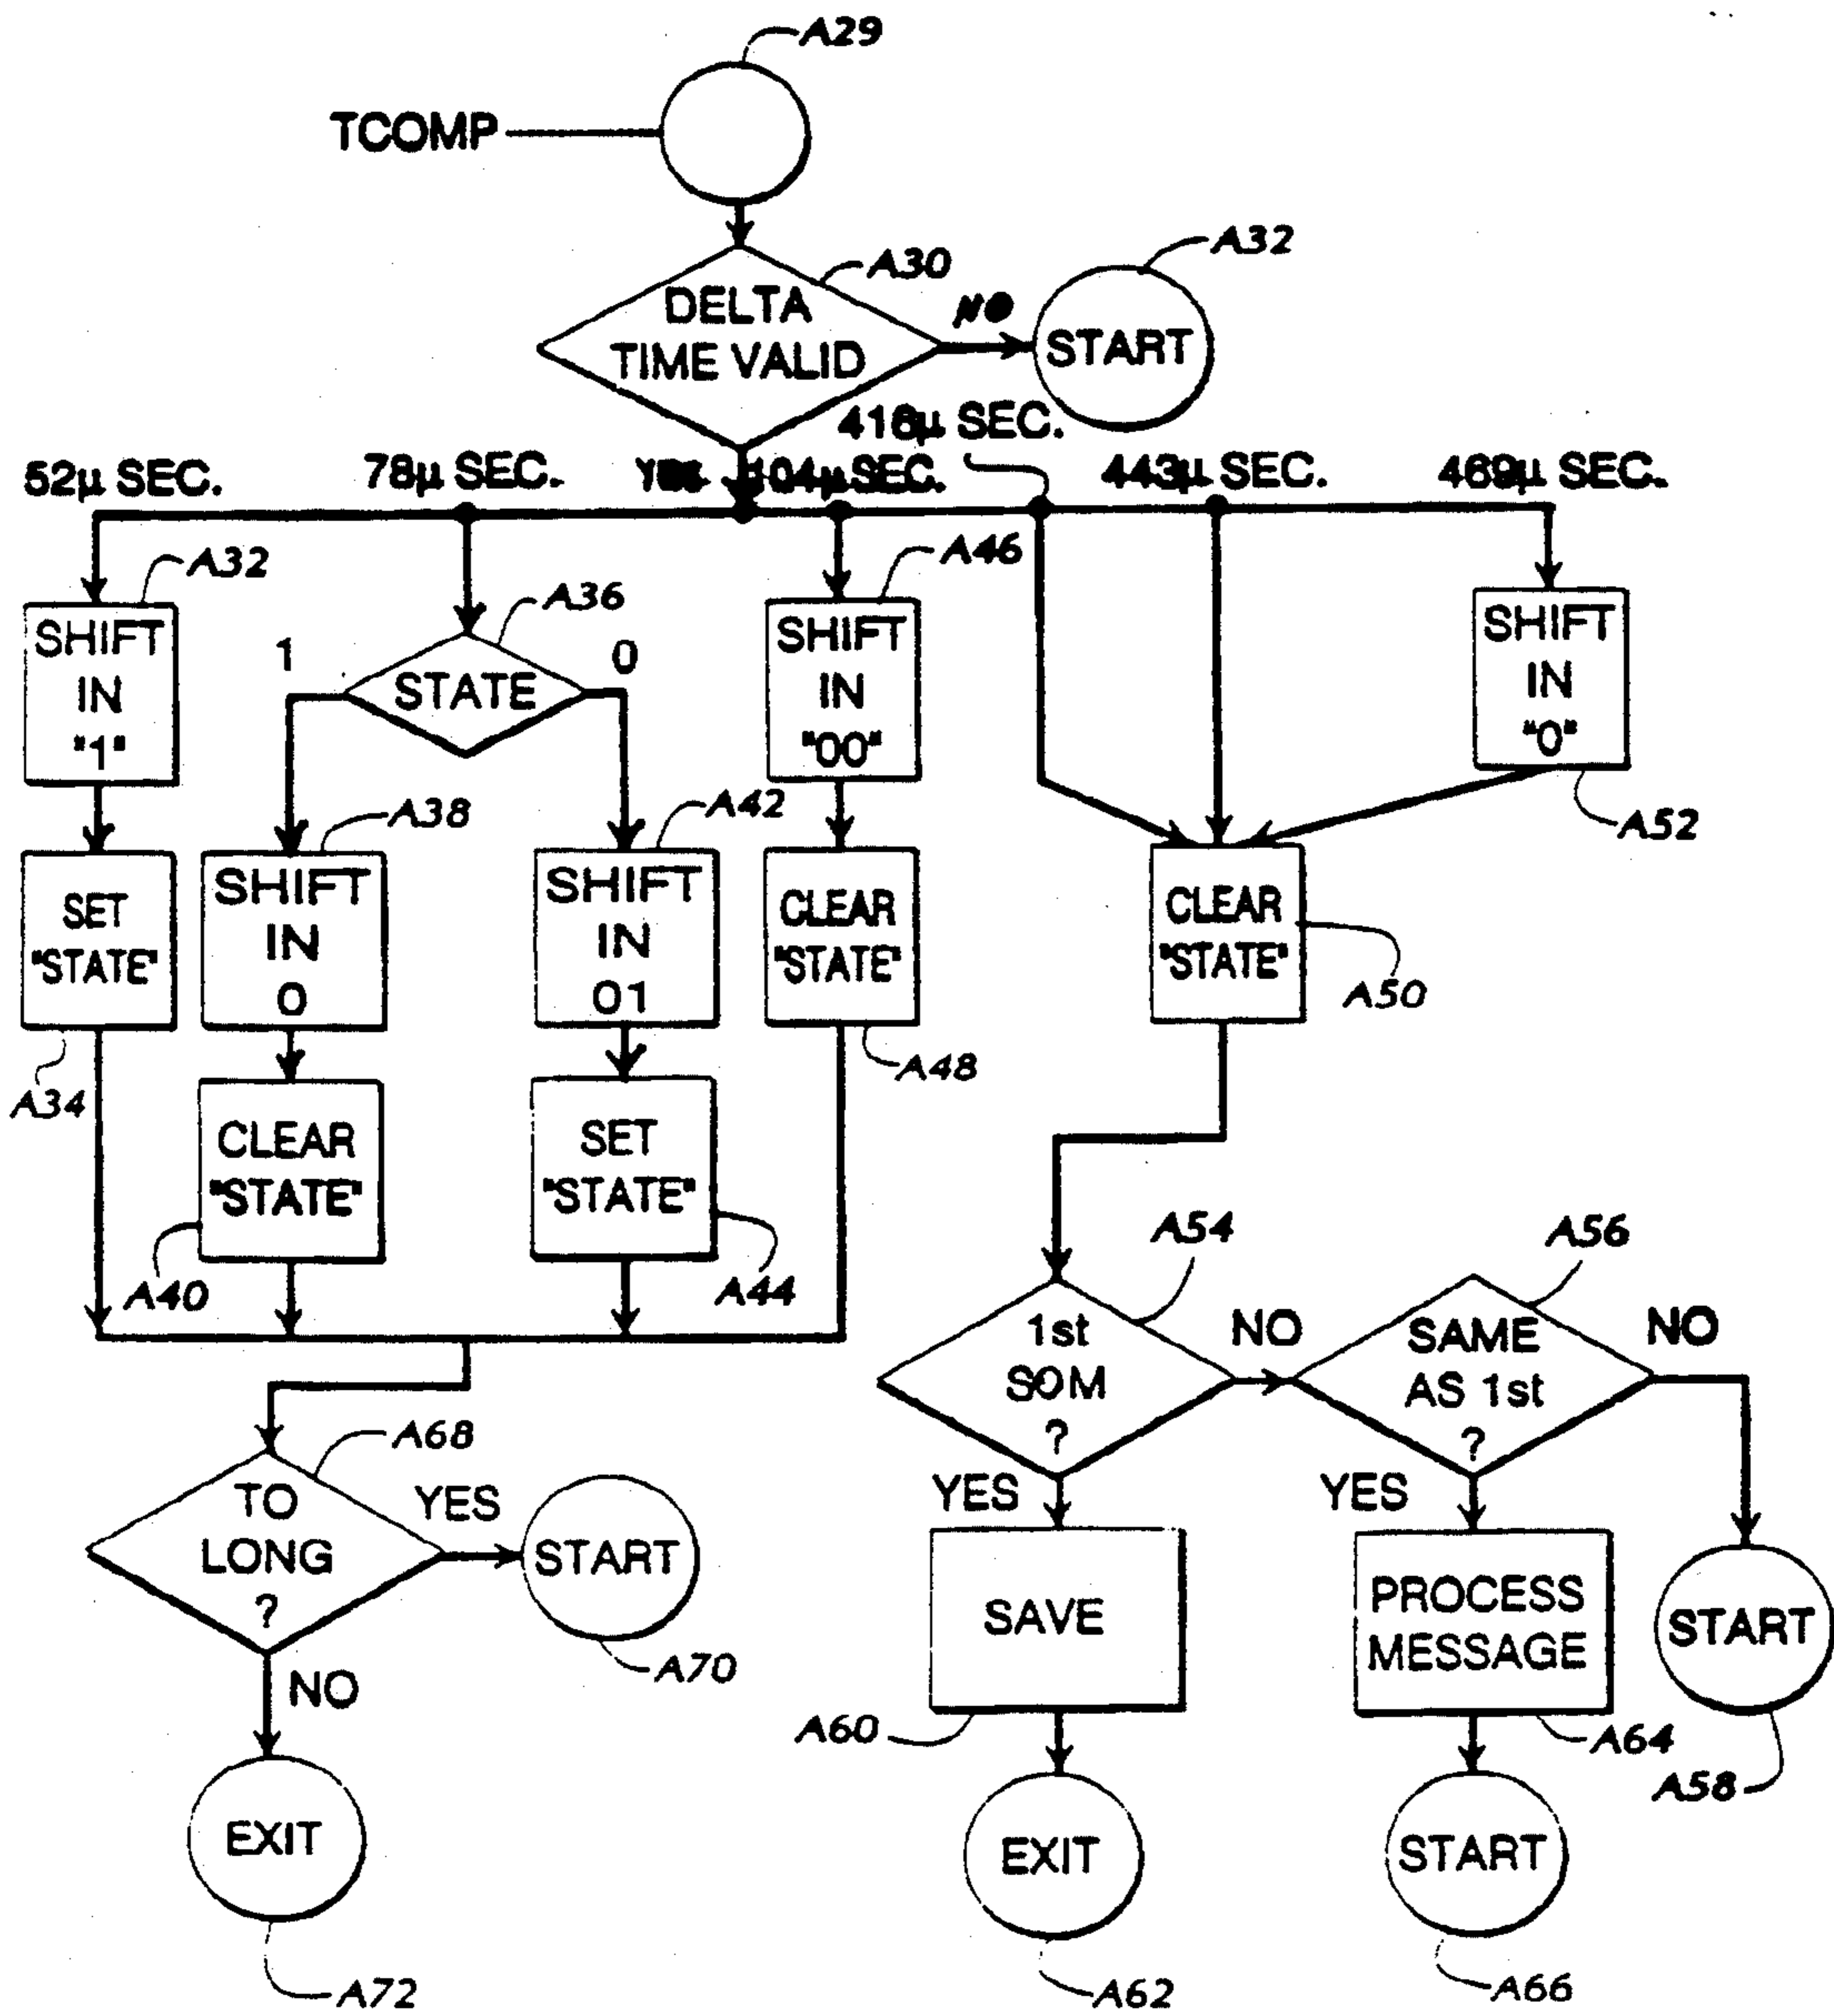 A29
TCOMP
A30
A32
DELTA
TIME VALID
NO
START
416µ SEC.
52µ SEC.
78µ SEC.
YES
104µ SEC.
443µ SEC.
469µ SEC.
A32
A36
A46
SHIFT
IN
"1"
1
STATE
0
SHIFT
IN
"00"
SHIFT
IN
"0"
A38
A42
A52
SET
"STATE"
SHIFT
IN
0
SHIFT
IN
01
CLEAR
"STATE"
CLEAR
"STATE"
A50
A34
A48
CLEAR
"STATE"
SET
"STATE"
A40
A44
A54
A56
1st
SOM
?
NO
SAME
AS 1st
?
NO
A68
TO
LONG
?
YES
START
YES
SAVE
YES
PROCESS
MESSAGE
START
A70
NO
A60
A64
A58
EXIT
EXIT
START
A72
A62
A66